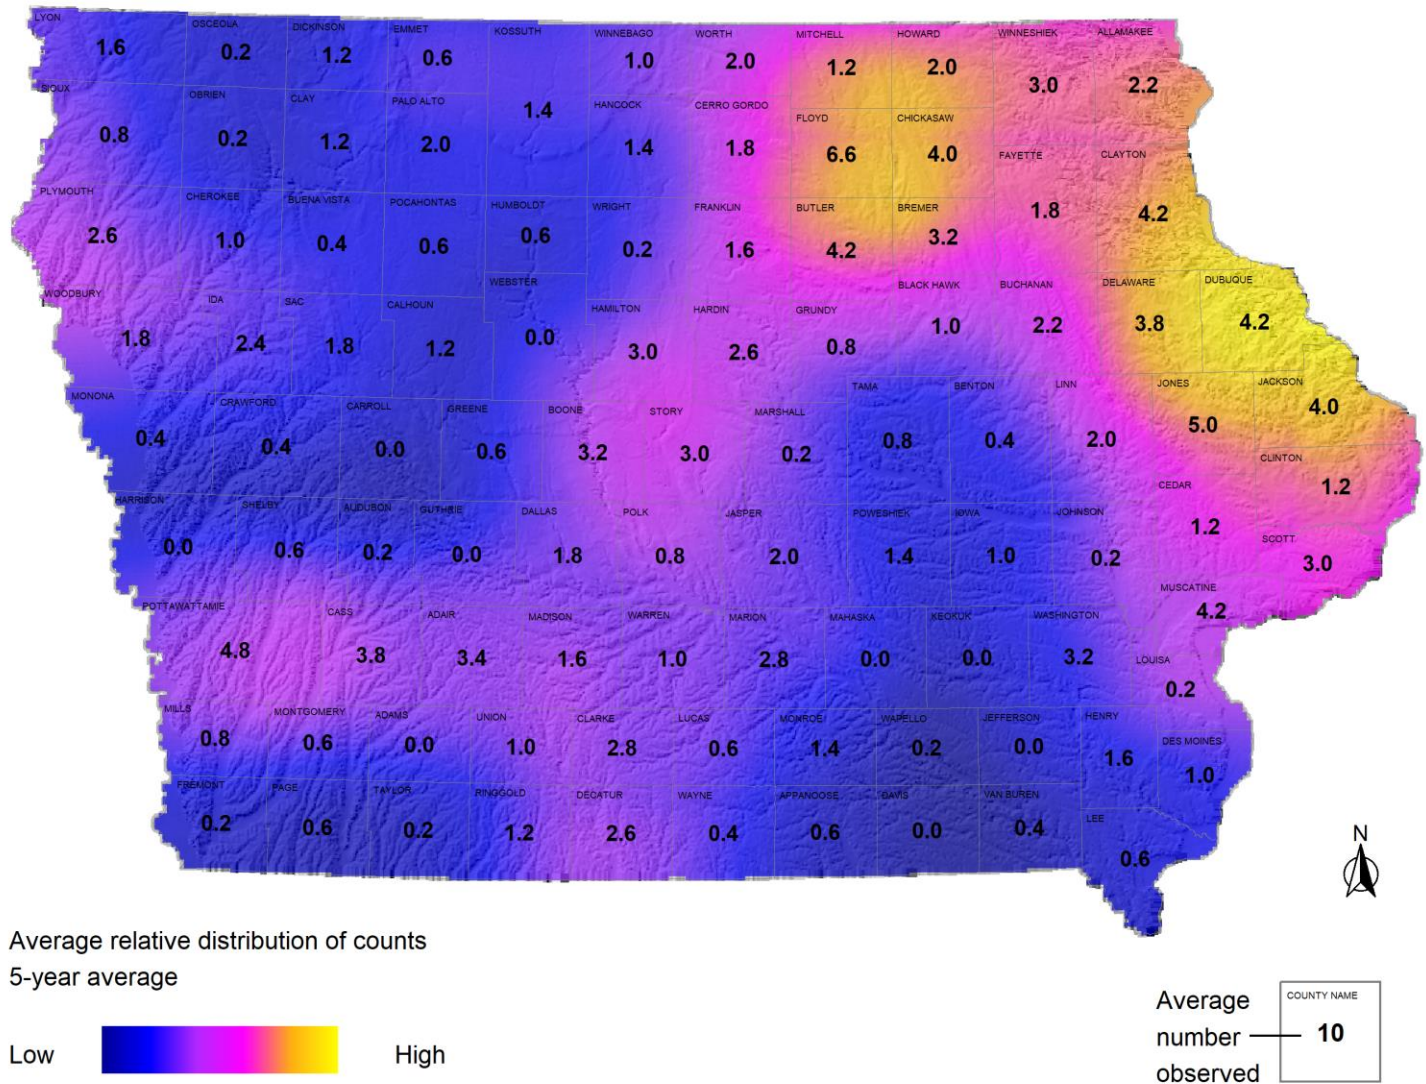 LYON OSCEOLA DICKINSON EMMET KOSSUTH WINNEBAGO WORTH MITCHELL HOWARD WINNESHIEK ALLAMAKEE
1.6 0.2 1.2 0.6 1.4 1.0 2.0 1.2 2.0 3.0 2.2
SIOUX OBRIEN CLAY PALO ALTO HANCOCK CERRO GORDO FLOYD CHICKASAW FAYETTE CLAYTON
0.8 0.2 1.2 2.0 1.4 1.8 6.6 4.0 1.8 4.2
PLYMOUTH CHEROKEE BUENA VISTA POCAHONTAS HUMBOLDT WRIGHT FRANKLIN BUTLER BREMER
2.6 1.0 0.4 0.6 0.6 0.2 1.6 4.2 3.2
WOODBURY IDA SAC CALHOUN WEBSTER HAMILTON HARDIN GRUNDY BLACK HAWK BUCHANAN DELAWARE DUBUQUE
1.8 2.4 1.8 1.2 0.0 3.0 2.6 0.8 1.0 2.2 3.8 4.2
MONONA CRAWFORD CARROLL GREENE BOONE STORY MARSHALL TAMA BENTON LINN JONES JACKSON
0.4 0.4 0.0 0.6 3.2 3.0 0.2 0.8 0.4 2.0 5.0 4.0
CLINTON
1.2
HARRISON SHELBY AUDUBON GUTHRIE DALLAS POLK JASPER POWESHIEK IOWA JOHNSON CEDAR SCOTT
0.0 0.6 0.2 0.0 1.8 0.8 2.0 1.4 1.0 0.2 1.2 3.0
POTTAWATTAMIE CASS ADAIR MADISON WARREN MARION MAHASKA KEOKUK WASHINGTON MUSCATINE
4.8 3.8 3.4 1.6 1.0 2.8 0.0 0.0 3.2 4.2
LOUISA
0.2
MILLS MONTGOMERY ADAMS UNION CLARKE LUCAS MONROE WAPELLO JEFFERSON HENRY DES MOINES
0.8 0.6 0.0 1.0 2.8 0.6 1.4 0.2 0.0 1.6 1.0
FREMONT PAGE TAYLOR RINGGOLD DECATUR WAYNE APPANOOSE DAVIS VAN BUREN LEE
0.2 0.6 0.2 1.2 2.6 0.4 0.6 0.0 0.4 0.6
N
Average relative distribution of counts
5-year average
Low High
Average
number
observed
COUNTY NAME
10